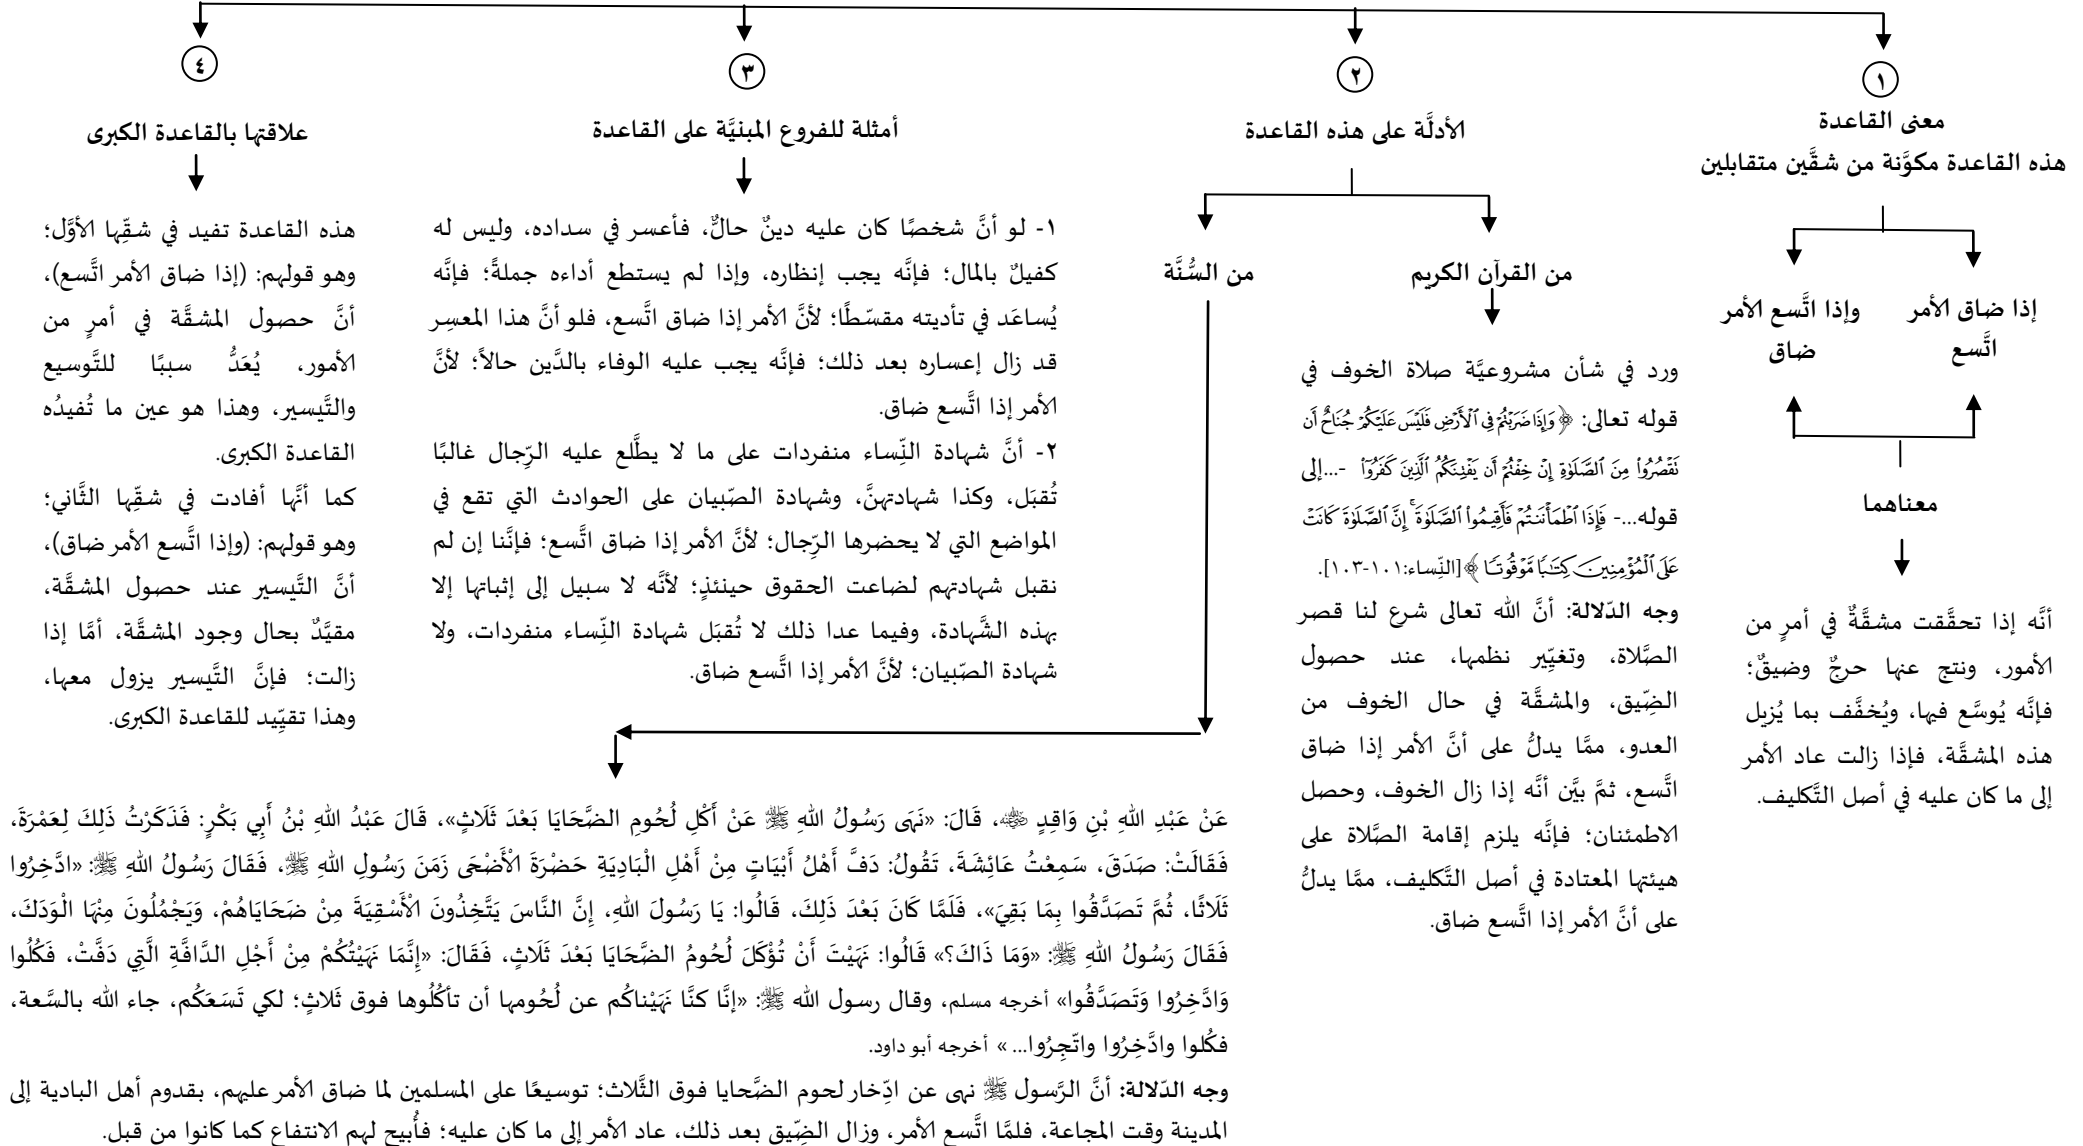 ١
معنى القاعدة
هذه القاعدة مكوَّنة من شقَّين متقابلين
إذا ضاق الأمر
اتَّسع
وإذا اتَّسع الأمر
ضاق
معناهما
أنَّه إذا تحقَّقت مشقَّةٌ في أمرٍ من
الأمور، ونتج عنها حرجٌ وضيقٌ؛
فإنَّه يُوسَّع فيها، ويُخفَّف بما يُزيل
هذه المشقَّة، فإذا زالت عاد الأمر
إلى ما كان عليه في أصل التَّكليف.
٢
الأدلَّة على هذه القاعدة
من القرآن الكريم
ورد في شأن مشروعيَّة صلاة الخوف في
قوله تعالى: ﴿وَإِذَا ضَرَبْتُمْ فِي ٱلْأَرْضِ فَلَيْسَ عَلَيْكُمْ جُنَاحٌ أَن
تَقْصُرُوا۟ مِنَ ٱلصَّلَوٰةِ إِنْ خِفْتُمْ أَن يَفْتِنَكُمُ ٱلَّذِينَ كَفَرُوٓا۟ -...إلى
قوله...- فَإِذَا ٱطْمَأْنَنتُمْ فَأَقِيمُوا۟ ٱلصَّلَوٰةَ ۚ إِنَّ ٱلصَّلَوٰةَ كَانَتْ
عَلَى ٱلْمُؤْمِنِينَ كِتَٰبًا مَّوْقُوتًا﴾ [النِّساء:١٠١-١٠٣].
وجه الدّلالة: أنَّ الله تعالى شرع لنا قصر
الصَّلاة، وتغيِّير نظمها، عند حصول
الضِّيق، والمشقَّة في حال الخوف من
العدو، ممَّا يدلُّ على أنَّ الأمر إذا ضاق
اتَّسع، ثمَّ بيَّن أنَّه إذا زال الخوف، وحصل
الاطمئنان؛ فإنَّه يلزم إقامة الصَّلاة على
هيئتها المعتادة في أصل التَّكليف، ممَّا يدلُّ
على أنَّ الأمر إذا اتَّسع ضاق.
من السُّنَّة
عَنْ عَبْدِ اللهِ بْنِ وَاقِدٍ رضي الله عنه، قَالَ: «نَهَى رَسُولُ اللهِ ﷺ عَنْ أَكْلِ لُحُومِ الضَّحَايَا بَعْدَ ثَلَاثٍ»، قَالَ عَبْدُ اللهِ بْنُ أَبِي بَكْرٍ: فَذَكَرْتُ ذَلِكَ لِعَمْرَةَ،
فَقَالَتْ: صَدَقَ، سَمِعْتُ عَائِشَةَ، تَقُولُ: دَفَّ أَهْلُ أَبْيَاتٍ مِنْ أَهْلِ الْبَادِيَةِ حَضْرَةَ الْأَضْحَى زَمَنَ رَسُولِ اللهِ ﷺ، فَقَالَ رَسُولُ اللهِ ﷺ: «ادَّخِرُوا
ثَلَاثًا، ثُمَّ تَصَدَّقُوا بِمَا بَقِيَ»، فَلَمَّا كَانَ بَعْدَ ذَلِكَ، قَالُوا: يَا رَسُولَ اللهِ، إِنَّ النَّاسَ يَتَّخِذُونَ الْأَسْقِيَةَ مِنْ ضَحَايَاهُمْ، وَيَجْمُلُونَ مِنْهَا الْوَدَكَ،
فَقَالَ رَسُولُ اللهِ ﷺ: «وَمَا ذَاكَ؟» قَالُوا: نَهَيْتَ أَنْ تُؤْكَلَ لُحُومُ الضَّحَايَا بَعْدَ ثَلَاثٍ، فَقَالَ: «إِنَّمَا نَهَيْتُكُمْ مِنْ أَجْلِ الدَّافَّةِ الَّتِي دَفَّتْ، فَكُلُوا
وَادَّخِرُوا وَتَصَدَّقُوا» أخرجه مسلم، وقال رسول الله ﷺ: «إنَّا كنَّا نَهَيْناكُم عن لُحُومها أن تأكُلُوها فوق ثَلاثٍ؛ لكي تَسَعَكُم، جاء الله بالسَّعة،
فكُلوا وادَّخِرُوا واتّجِرُوا... » أخرجه أبو داود.
وجه الدّلالة: أنَّ الرَّسول ﷺ نهى عن ادِّخار لحوم الضَّحايا فوق الثَّلاث؛ توسيعًا على المسلمين لما ضاق الأمر عليهم، بقدوم أهل البادية إلى
المدينة وقت المجاعة، فلمَّا اتَّسع الأمر، وزال الضِّيق بعد ذلك، عاد الأمر إلى ما كان عليه؛ فأُبيح لهم الانتفاع كما كانوا من قبل.
٣
أمثلة للفروع المبنيَّة على القاعدة
١- لو أنَّ شخصًا كان عليه دينٌ حالٌّ، فأعسر في سداده، وليس له
كفيلٌ بالمال؛ فإنَّه يجب إنظاره، وإذا لم يستطع أداءه جملةً؛ فإنَّه
يُساعَد في تأديته مقسّطًا؛ لأنَّ الأمر إذا ضاق اتَّسع، فلو أنَّ هذا المعسِر
قد زال إعساره بعد ذلك؛ فإنَّه يجب عليه الوفاء بالدَّين حالاً؛ لأنَّ
الأمر إذا اتَّسع ضاق.
٢- أنَّ شهادة النِّساء منفردات على ما لا يطَّلع عليه الرّجال غالبًا
تُقبَل، وكذا شهادتهنَّ، وشهادة الصّبيان على الحوادث التي تقع في
المواضع التي لا يحضرها الرّجال؛ لأنَّ الأمر إذا ضاق اتَّسع؛ فإنَّنا إن لم
نقبل شهادتهم لضاعت الحقوق حينئذٍ؛ لأنَّه لا سبيل إلى إثباتها إلا
بهذه الشَّهادة، وفيما عدا ذلك لا تُقبَل شهادة النِّساء منفردات، ولا
شهادة الصّبيان؛ لأنَّ الأمر إذا اتَّسع ضاق.
٤
علاقتها بالقاعدة الكبرى
هذه القاعدة تفيد في شقِّها الأوَّل؛
وهو قولهم: (إذا ضاق الأمر اتَّسع)،
أنَّ حصول المشقَّة في أمرٍ من
الأمور، يُعَدُّ سببًا للتَّوسيع
والتَّيسير، وهذا هو عين ما تُفيدُه
القاعدة الكبرى.
كما أنَّها أفادت في شقِّها الثَّاني؛
وهو قولهم: (وإذا اتَّسع الأمر ضاق)،
أنَّ التَّيسير عند حصول المشقَّة،
مقيَّدٌ بحال وجود المشقَّة، أمَّا إذا
زالت؛ فإنَّ التَّيسير يزول معها،
وهذا تقيِّيد للقاعدة الكبرى.